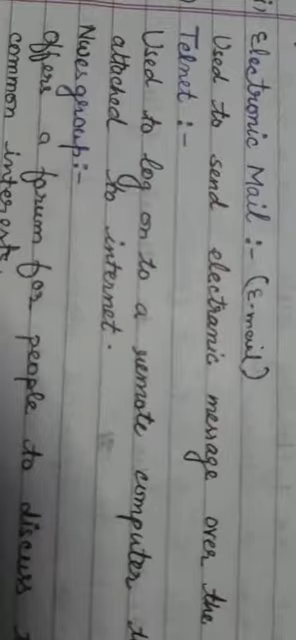 i) Electronic Mail :- (E-mail)
Used to send electronic message over the
) Telnet :-
Used to log on to a remote computer
attached to internet.
Nwesgroup:-
Offers a forum for people to discuss
common interests.